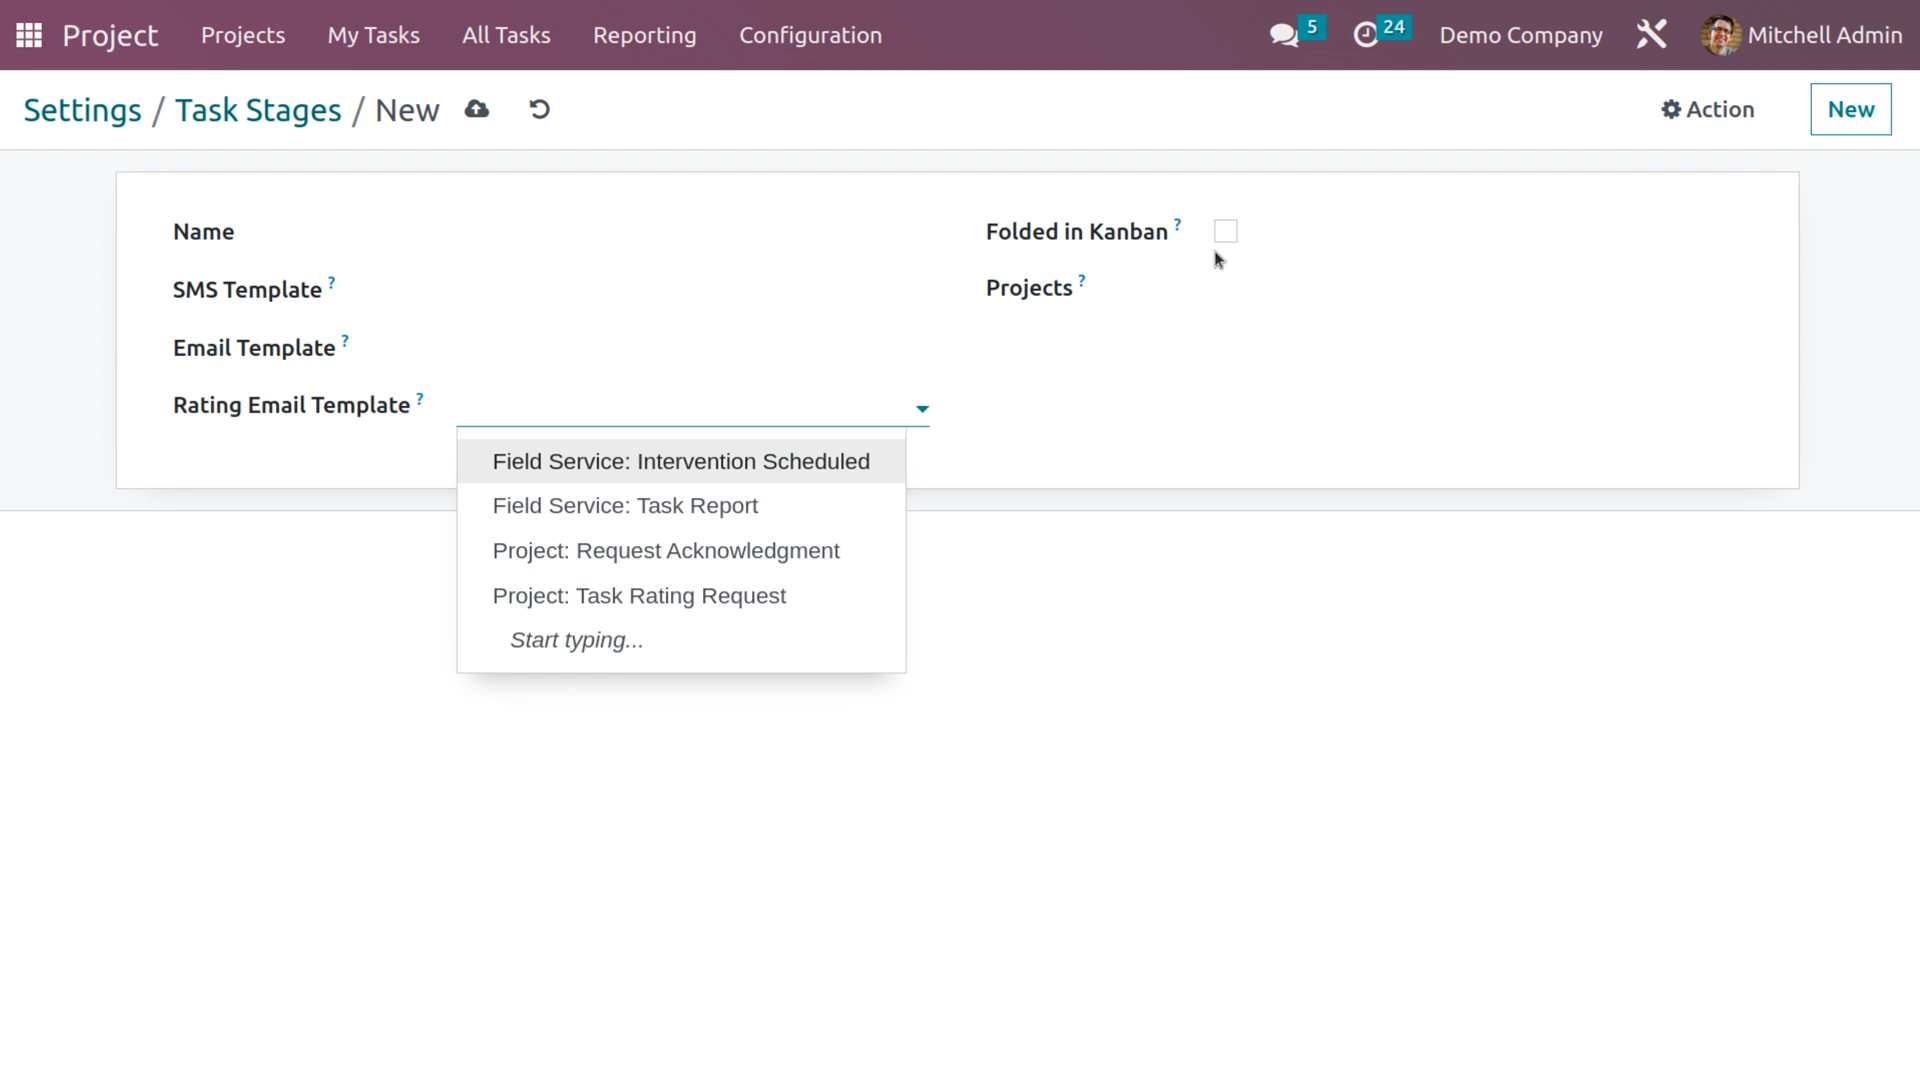 Project Projects My Tasks All Tasks Reporting Configuration 5 24 Demo Company Mitchell Admin
Settings / Task Stages / New Action New
Name Folded in Kanban ?
SMS Template ? Projects ?
Email Template ?
Rating Email Template ?
Field Service: Intervention Scheduled
Field Service: Task Report
Project: Request Acknowledgment
Project: Task Rating Request
Start typing...